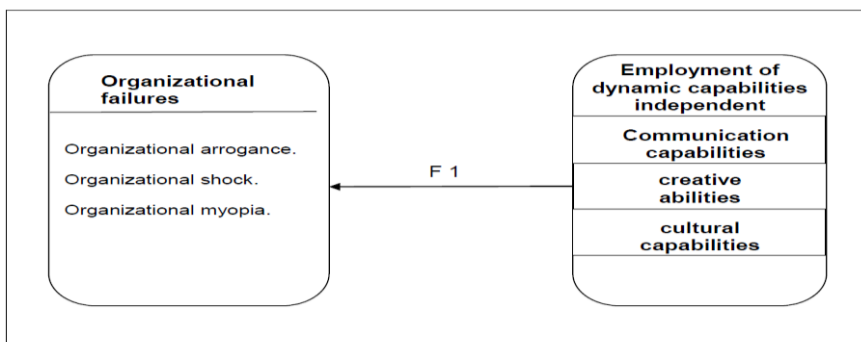 Organizational
failures
Organizational arrogance.
Organizational shock.
Organizational myopia.
F 1
Employment of
dynamic capabilities
independent
Communication
capabilities
creative
abilities
cultural
capabilities